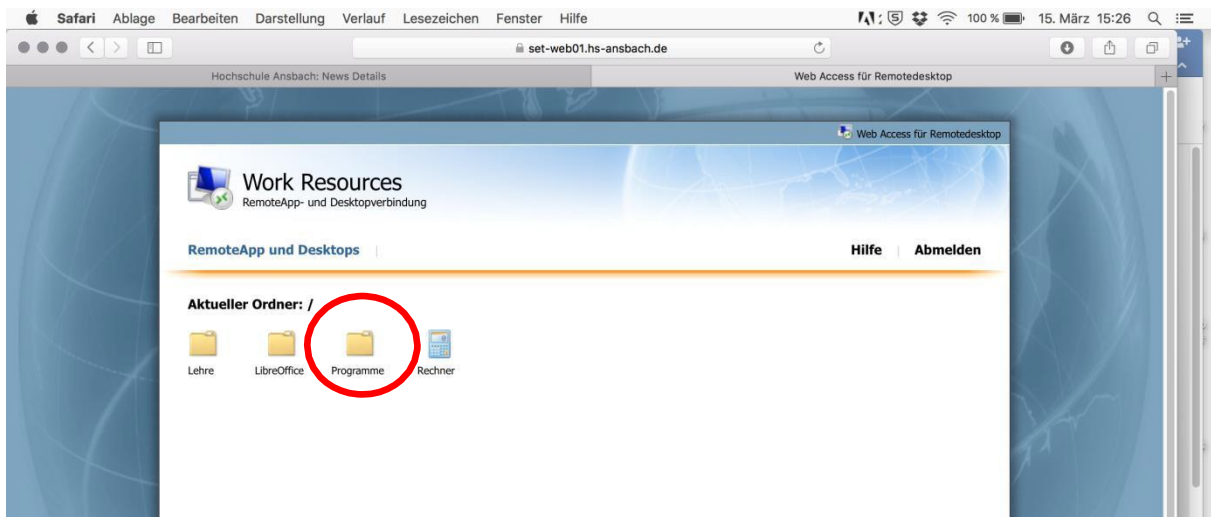 Safari Ablage Bearbeiten Darstellung Verlauf Lesezeichen Fenster Hilfe 100 % 15. März 15:26
set-web01.hs-ansbach.de
Hochschule Ansbach: News Details Web Access für Remotedesktop
Web Access für Remotedesktop
Work Resources
RemoteApp- und Desktopverbindung
RemoteApp und Desktops Hilfe Abmelden
Aktueller Ordner: /
Lehre LibreOffice Programme Rechner